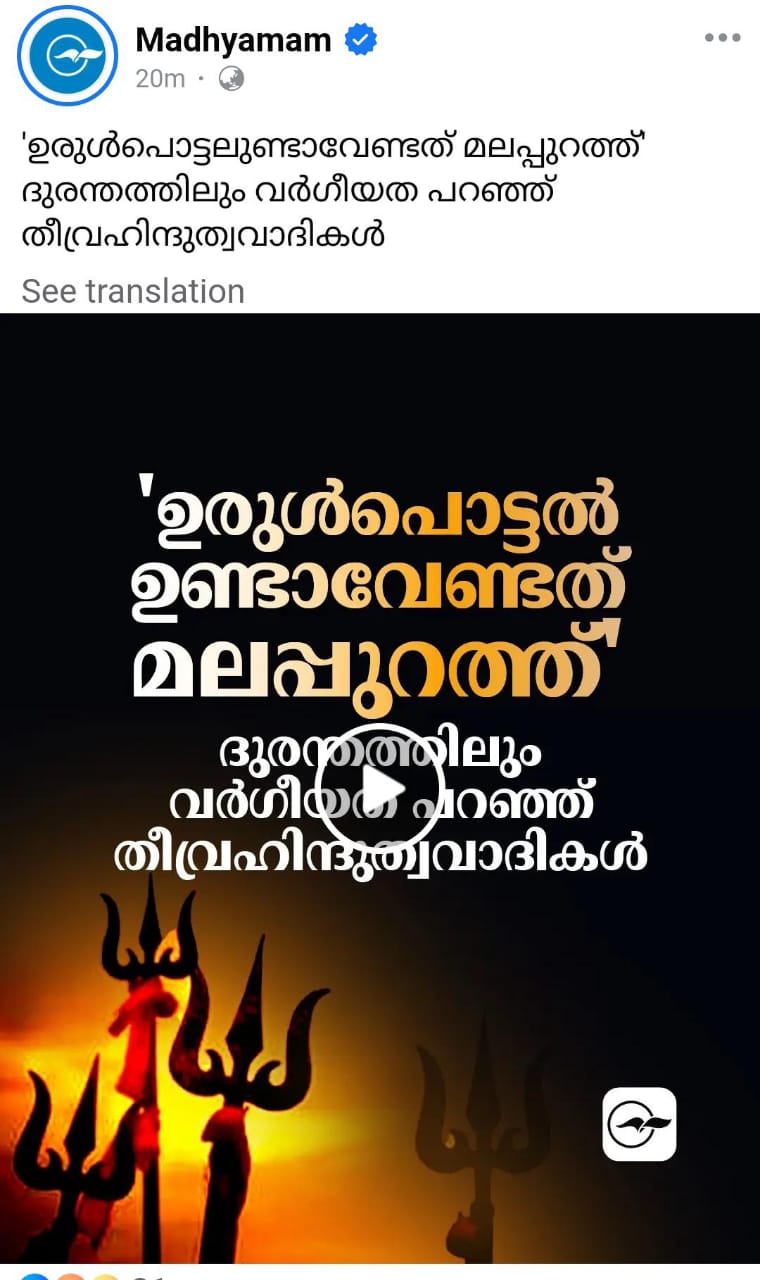 Madhyamam
20m ·
'ഉരുൾപൊട്ടലുണ്ടാവേണ്ടത് മലപ്പുറത്ത്'
ദുരന്തത്തിലും വർഗീയത പറഞ്ഞ്
തീവ്രഹിന്ദുത്വവാദികൾ
See translation
'ഉരുൾപൊട്ടൽ
ഉണ്ടാവേണ്ടത്
മലപ്പുറത്ത്'
ദുരന്തത്തിലും
വർഗീയത പറഞ്ഞ്
തീവ്രഹിന്ദുത്വവാദികൾ